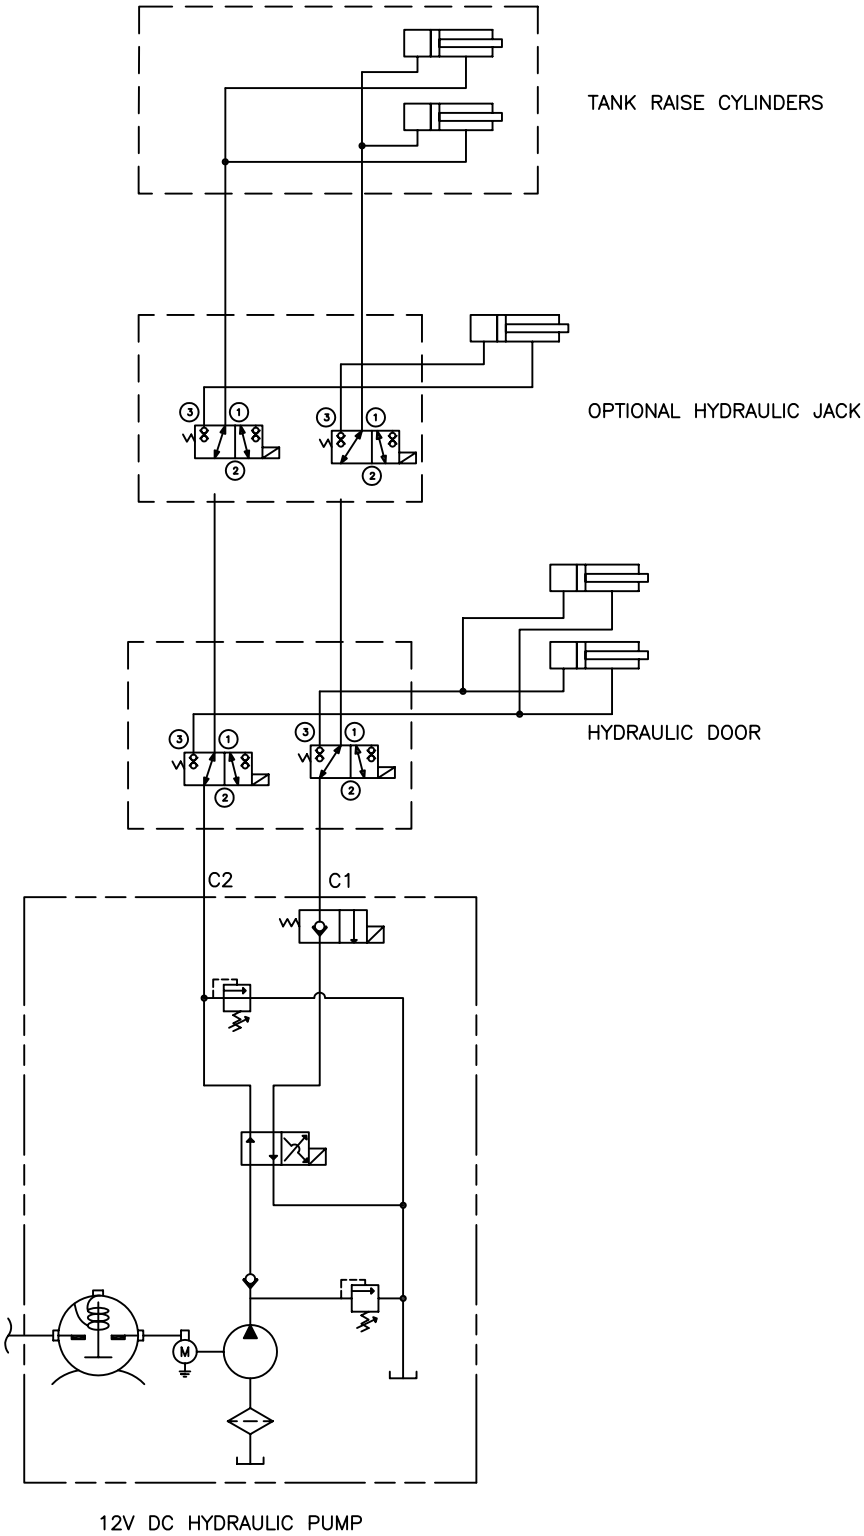 TANK RAISE CYLINDERS
OPTIONAL HYDRAULIC JACK
3 1 3 1
2 2
HYDRAULIC DOOR
3 1 3 1
2 2
C2 C1
M
12V DC HYDRAULIC PUMP